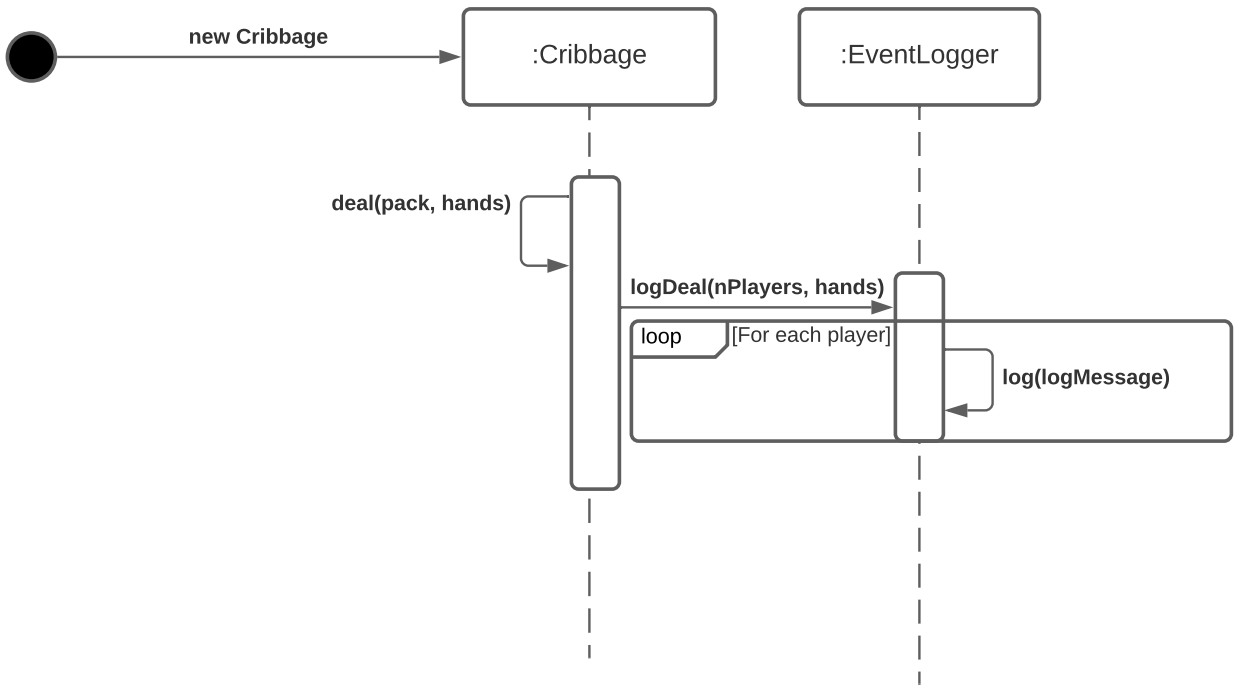 new Cribbage
:Cribbage
:EventLogger
deal(pack, hands)
logDeal(nPlayers, hands)
loop
[For each player]
log(logMessage)